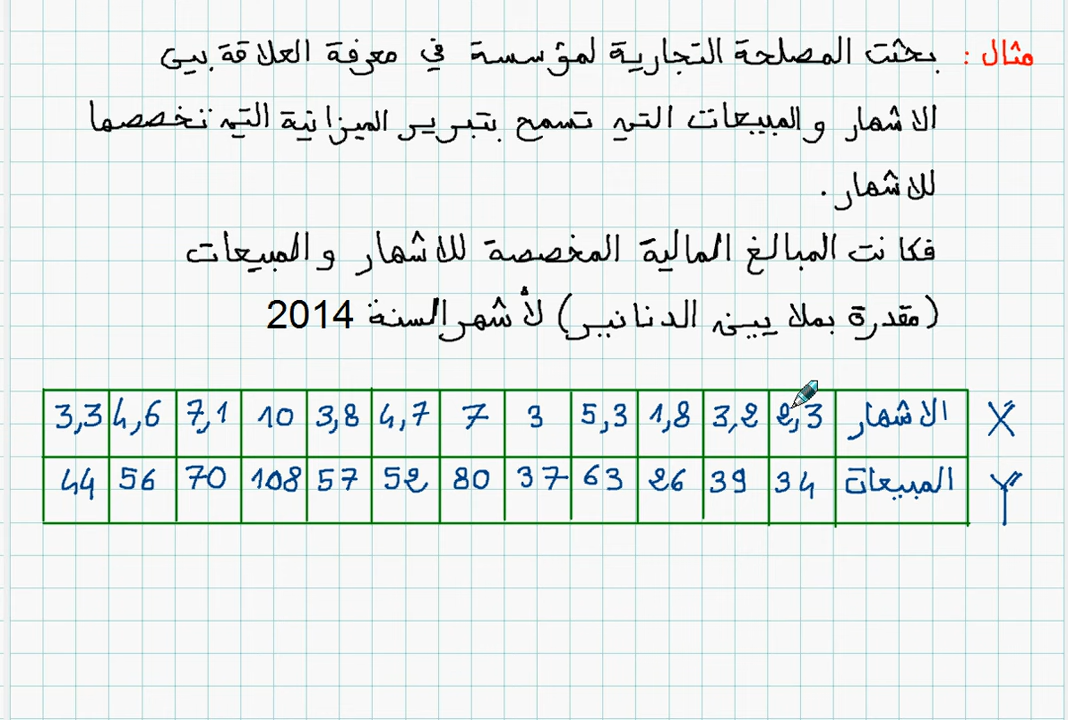 مثال : بحثت المصلحة التجارية لمؤسسة في معرفة العلاقة بين
الاشهار والمبيعات التي تسمح بتبرير الميزانية التي تخصصها
للاشهار .
فكانت المبالغ المالية المخصصة للاشهار والمبيعات
(مقدرة بملايين الدنانير) لأشهر السنة 2014
X الاشهار 2,3 3,2 1,8 5,3 3 7 4,7 3,8 10 7,1 4,6 3,3
Y المبيعات 34 39 26 63 37 80 52 57 108 70 56 44